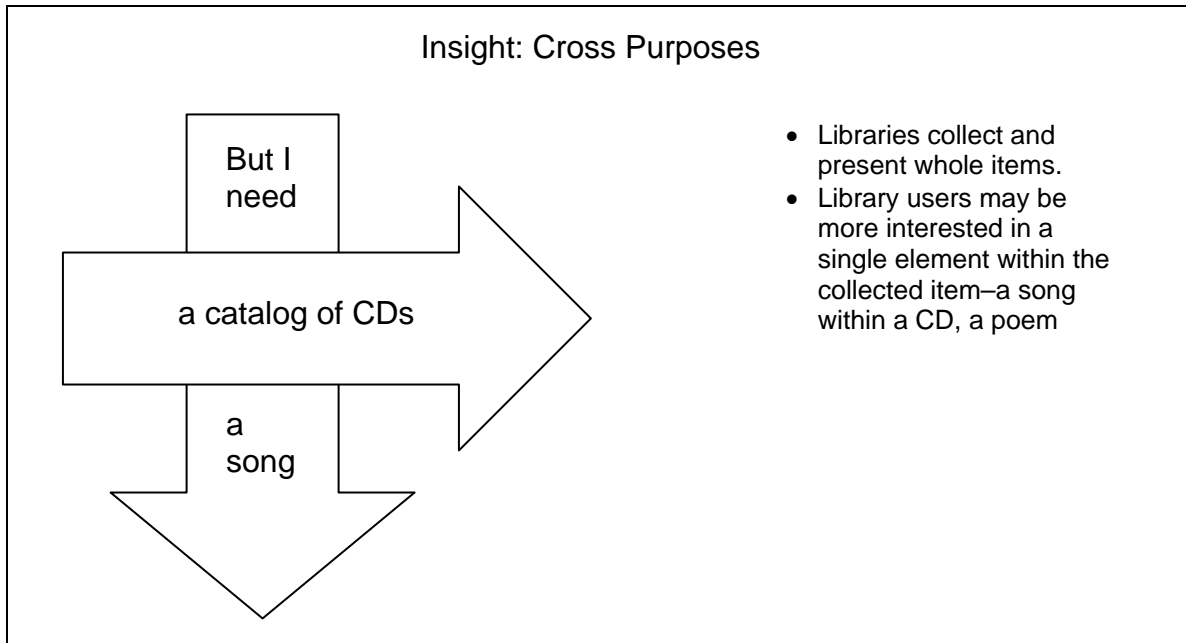 Insight: Cross Purposes
But I
need
a catalog of CDs
a
song
• Libraries collect and
present whole items.
• Library users may be
more interested in a
single element within the
collected item–a song
within a CD, a poem